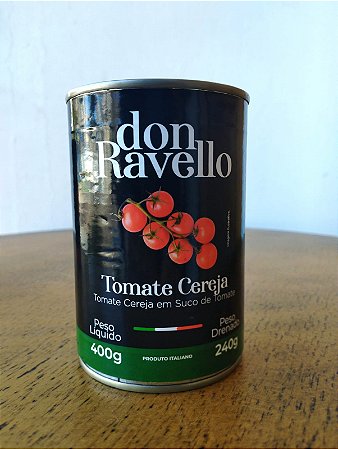 don
Ravello
Tomate Cereja
Tomate Cereja em Suco de Tomate
Peso
Líquido
400g
PRODUTO ITALIANO
Peso
Drenado
240g